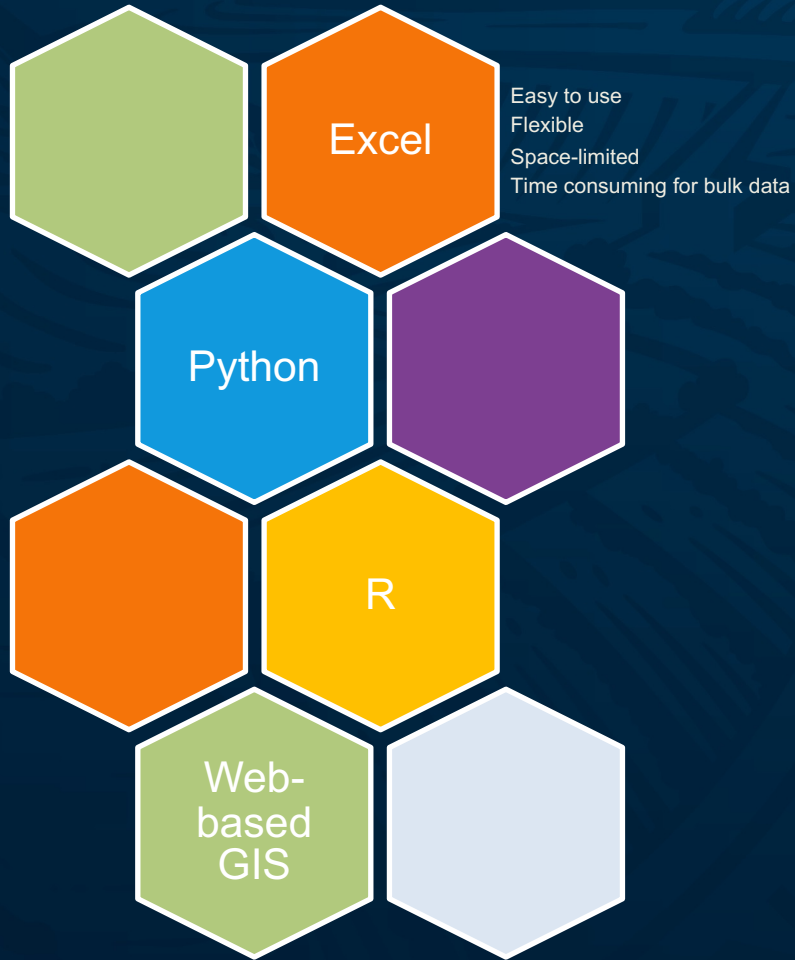 Excel
Easy to use
Flexible
Space-limited
Time consuming for bulk data
Python
R
Web-
based
GIS